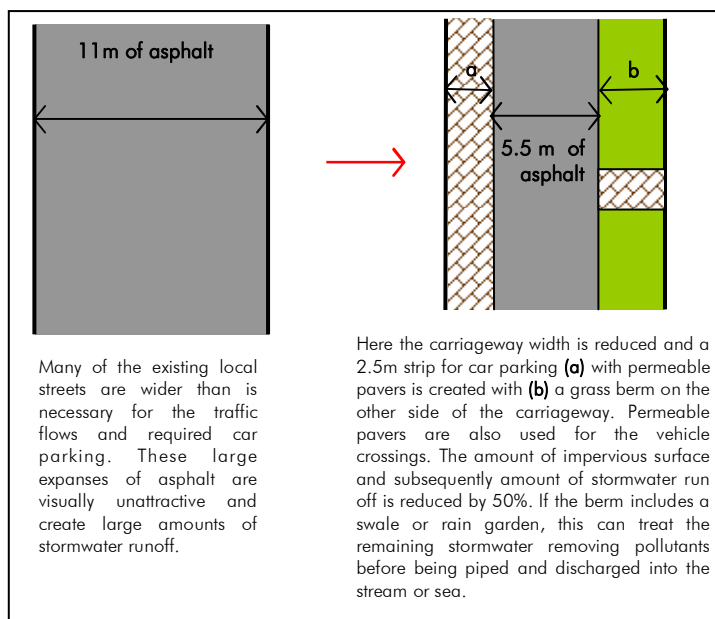 11m of asphalt
a
b
5.5 m of
asphalt
Many of the existing local
streets are wider than is
necessary for the traffic
flows and required car
parking. These large
expanses of asphalt are
visually unattractive and
create large amounts of
stormwater runoff.
Here the carriageway width is reduced and a
2.5m strip for car parking (a) with permeable
pavers is created with (b) a grass berm on the
other side of the carriageway. Permeable
pavers are also used for the vehicle
crossings. The amount of impervious surface
and subsequently amount of stormwater run
off is reduced by 50%. If the berm includes a
swale or rain garden, this can treat the
remaining stormwater removing pollutants
before being piped and discharged into the
stream or sea.